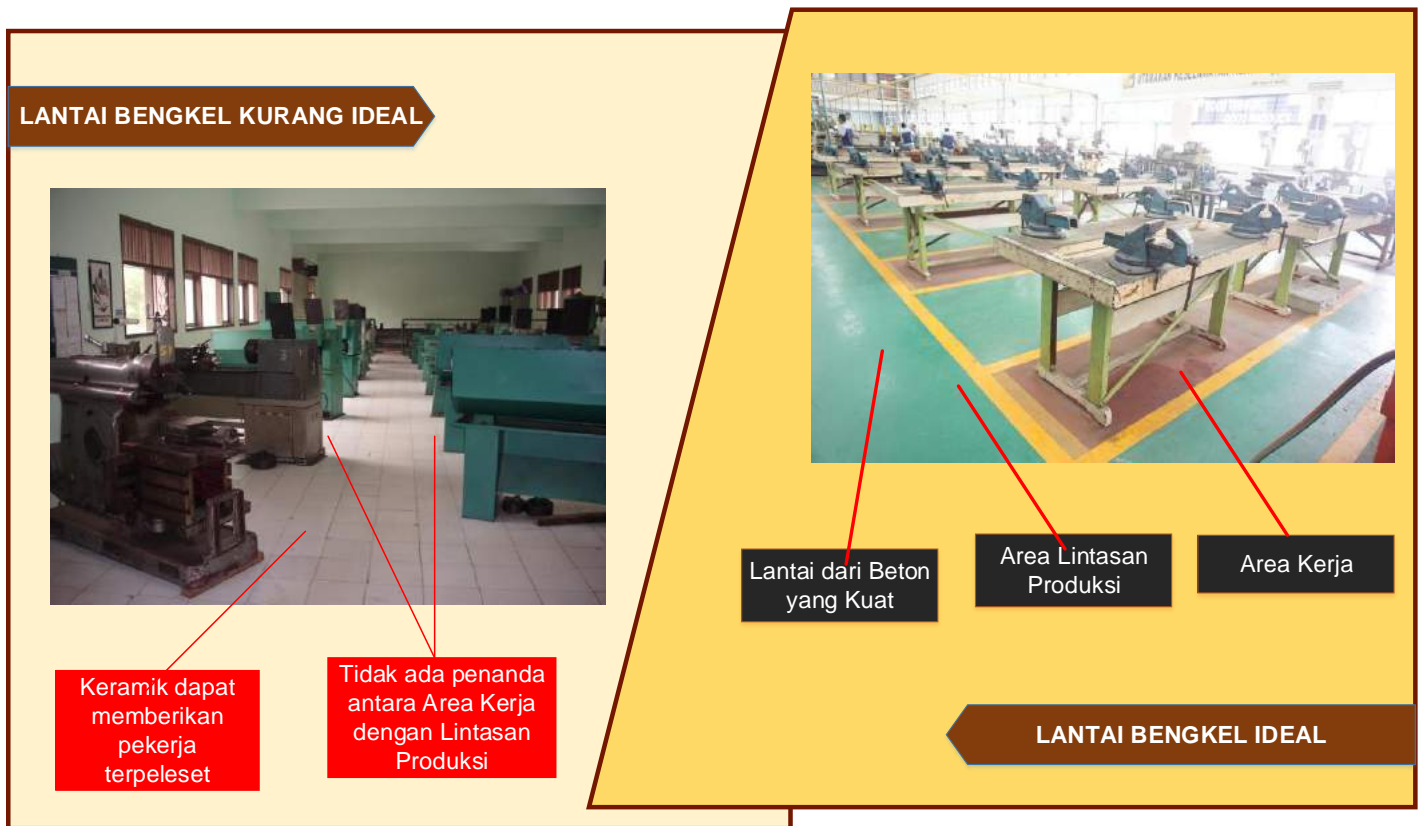 LANTAI BENGKEL KURANG IDEAL
Keramik dapat
memberikan
pekerja
terpeleset
Tidak ada penanda
antara Area Kerja
dengan Lintasan
Produksi
Lantai dari Beton
yang Kuat
Area Lintasan
Produksi
Area Kerja
LANTAI BENGKEL IDEAL